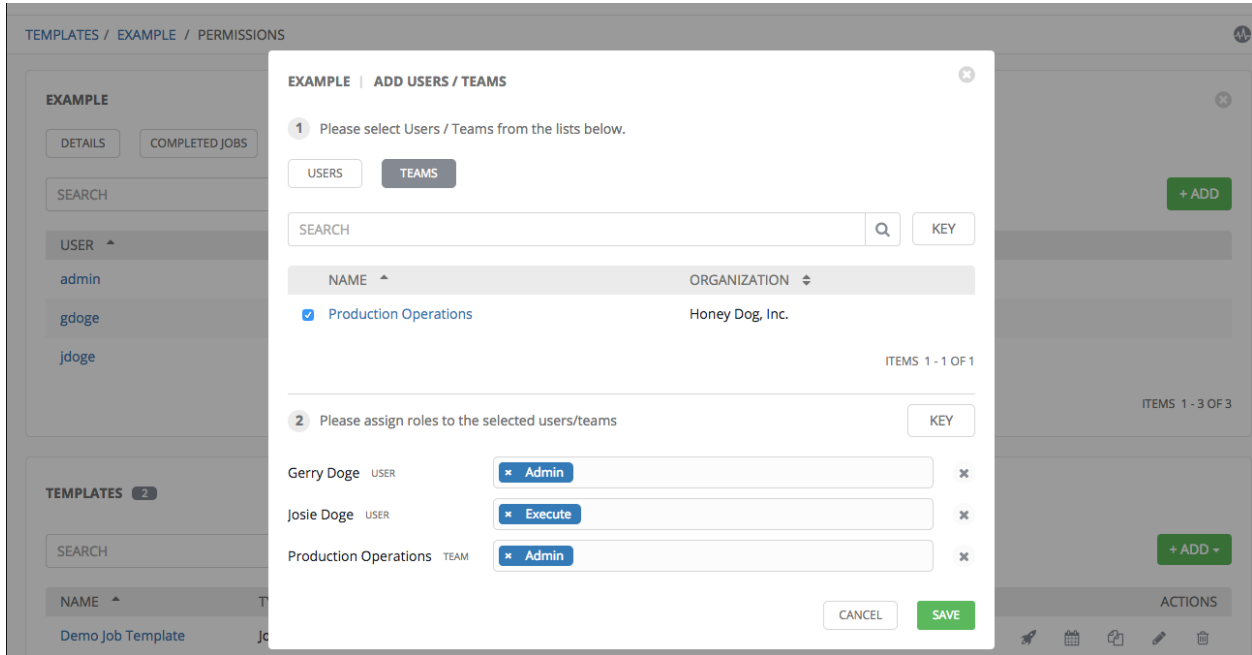 TEMPLATES / EXAMPLE / PERMISSIONS
EXAMPLE
DETAILS COMPLETED JOBS
SEARCH
+ ADD
USER
admin
gdoge
jdoge
ITEMS 1 - 3 OF 3
TEMPLATES 2
SEARCH
+ ADD
NAME
ACTIONS
Demo Job Template
EXAMPLE | ADD USERS / TEAMS
1 Please select Users / Teams from the lists below.
USERS TEAMS
SEARCH KEY
NAME ORGANIZATION
Production Operations Honey Dog, Inc.
ITEMS 1 - 1 OF 1
2 Please assign roles to the selected users/teams KEY
Gerry Doge USER × Admin
Josie Doge USER × Execute
Production Operations TEAM × Admin
CANCEL SAVE